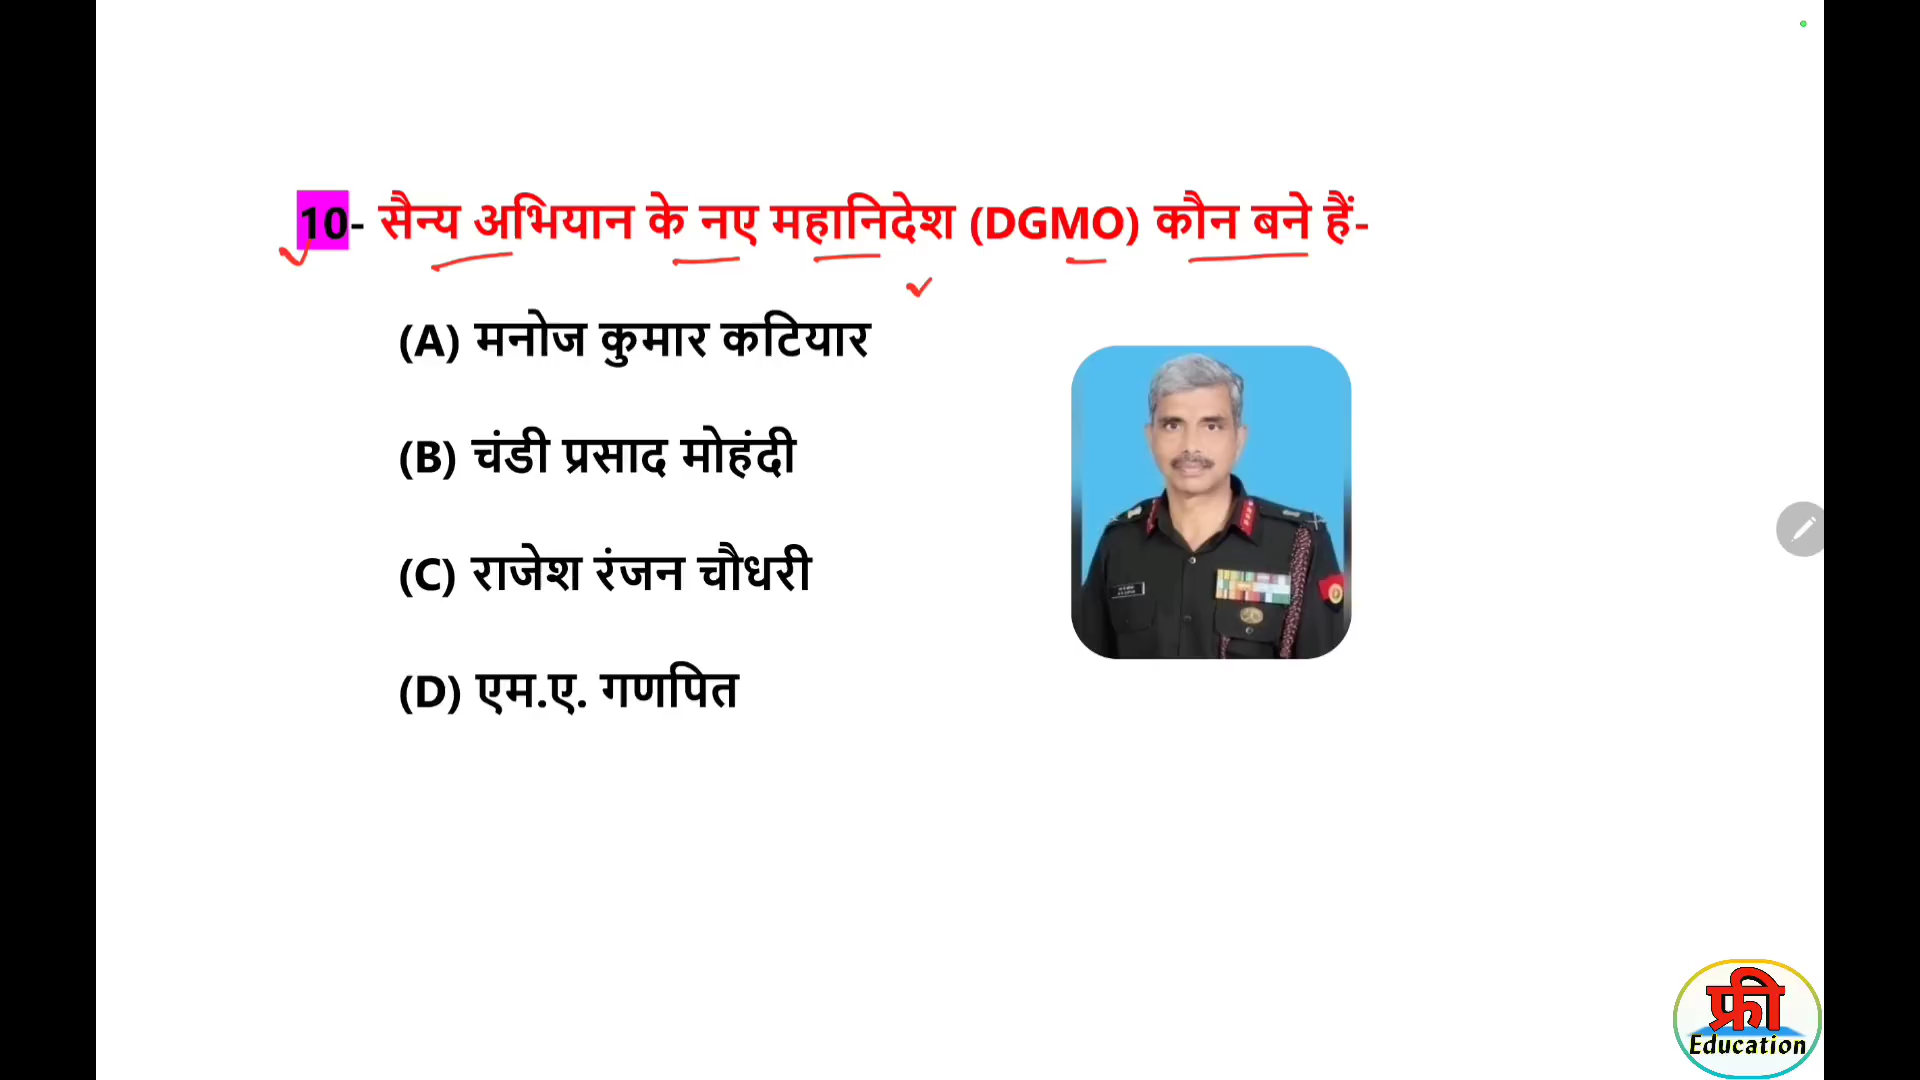 10- सैन्य अभियान के नए महानिदेश (DGMO) कौन बने हैं-
(A) मनोज कुमार कटियार
(B) चंडी प्रसाद मोहंदी
(C) राजेश रंजन चौधरी
(D) एम.ए. गणपित
फ्री
Education